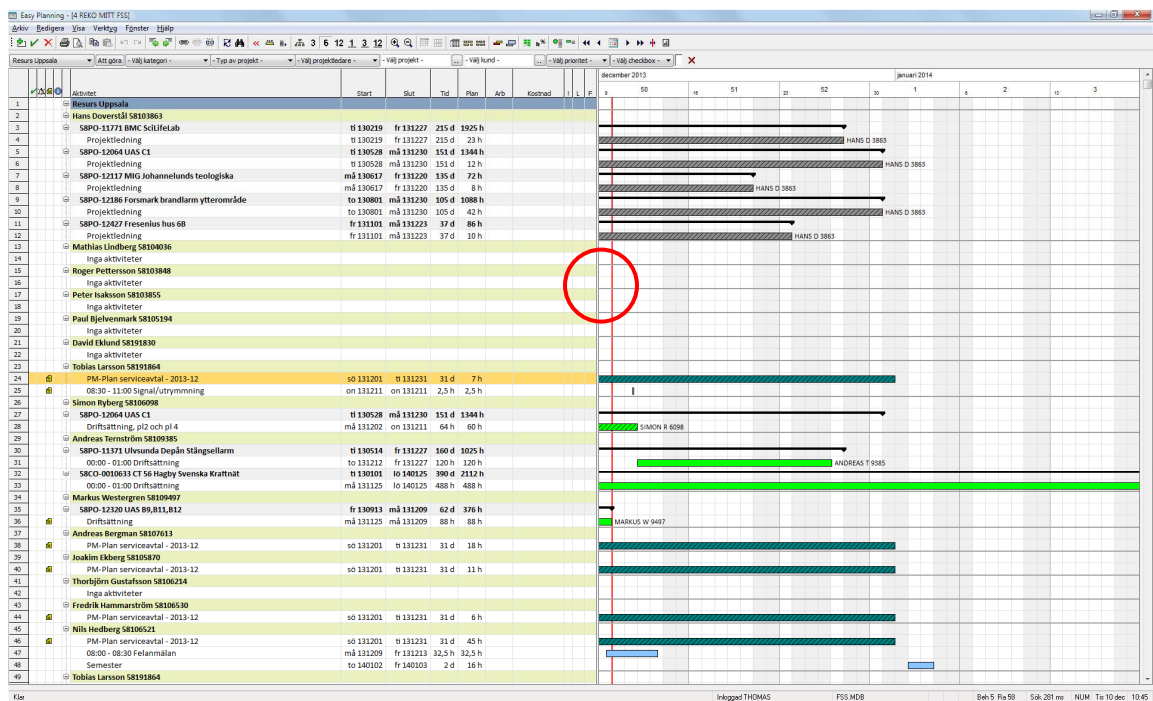 Easy Planning - [4 REKO MITT FSS]
Arkiv Redigera Visa Verktyg Fönster Hjälp
3 6 12 1 3 12
Resurs Uppsala Att göra - Välj kategori - - Typ av projekt - - Välj projektledare - - Välj projekt - ... - Välj kund - ... - Välj prioritet - - Välj checkbox -
december 2013 januari 2014
9 50 16 51 23 52 30 1 6 2 13 3
Aktivitet Start Slut Tid Plan Arb Kostnad ! L F
1 Resurs Uppsala
2 Hans Doverstål 58103863
3 58PO-11771 BMC SciLifeLab ti 130219 fr 131227 215 d 1925 h
4 Projektledning ti 130219 fr 131227 215 d 23 h HANS D 3863
5 58PO-12064 UAS C1 ti 130528 må 131230 151 d 1344 h
6 Projektledning ti 130528 må 131230 151 d 12 h HANS D 3863
7 58PO-12117 MIG Johannelunds teologiska må 130617 fr 131220 135 d 72 h
8 Projektledning må 130617 fr 131220 135 d 8 h HANS D 3863
9 58PO-12186 Forsmark brandlarm ytterområde to 130801 må 131230 105 d 1088 h
10 Projektledning to 130801 må 131230 105 d 42 h HANS D 3863
11 58PO-12427 Fresenius hus 6B fr 131101 må 131223 37 d 86 h
12 Projektledning fr 131101 må 131223 37 d 10 h HANS D 3863
13 Mathias Lindberg 58104036
14 Inga aktiviteter
15 Roger Pettersson 58103848
16 Inga aktiviteter
17 Peter Isaksson 58103855
18 Inga aktiviteter
19 Paul Bjelvenmark 58105194
20 Inga aktiviteter
21 David Eklund 58191830
22 Inga aktiviteter
23 Tobias Larsson 58191864
24 PM-Plan serviceavtal - 2013-12 sö 131201 ti 131231 31 d 7 h
25 08:30 - 11:00 Signal/utrymmning on 131211 on 131211 2,5 h 2,5 h
26 Simon Ryberg 58106098
27 58PO-12064 UAS C1 ti 130528 må 131230 151 d 1344 h
28 Driftsättning, pl2 och pl 4 må 131202 on 131211 64 h 60 h SIMON R 6098
29 Andreas Ternström 58109385
30 58PO-11371 Ulvsunda Depån Stängsellarm ti 130514 fr 131227 160 d 1025 h
31 00:00 - 01:00 Driftsättning to 131212 fr 131227 120 h 120 h ANDREAS T 9385
32 58CO-0010633 CT 56 Hagby Svenska Kraftnät ti 130101 lö 140125 390 d 2112 h
33 00:00 - 01:00 Driftsättning må 131125 lö 140125 488 h 488 h
34 Markus Westergren 58109497
35 58PO-12320 UAS B9,B11,B12 fr 130913 må 131209 62 d 376 h
36 Driftsättning må 131125 må 131209 88 h 88 h MARKUS W 9497
37 Andreas Bergman 58107613
38 PM-Plan serviceavtal - 2013-12 sö 131201 ti 131231 31 d 18 h
39 Joakim Ekberg 58105870
40 PM-Plan serviceavtal - 2013-12 sö 131201 ti 131231 31 d 11 h
41 Thorbjörn Gustafsson 58106214
42 Inga aktiviteter
43 Fredrik Hammarström 58106530
44 PM-Plan serviceavtal - 2013-12 sö 131201 ti 131231 31 d 6 h
45 Nils Hedberg 58106521
46 PM-Plan serviceavtal - 2013-12 sö 131201 ti 131231 31 d 45 h
47 08:00 - 08:30 Felanmälan må 131209 fr 131213 32,5 h 32,5 h
48 Semester to 140102 fr 140103 2 d 16 h
49 Tobias Larsson 58191864
Klar Inloggad THOMAS FSS.MDB Beh 5 Ra 58 Sök 281 ms NUM Tis 10 dec 10:45